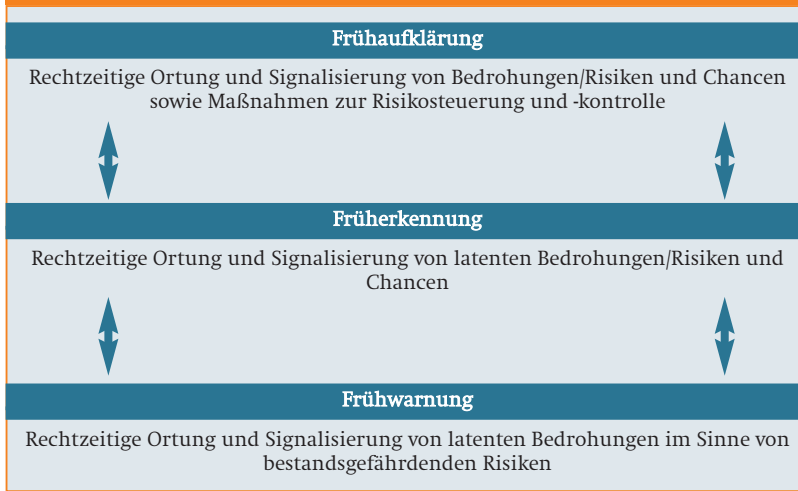 Frühaufklärung
Rechtzeitige Ortung und Signalisierung von Bedrohungen/Risiken und Chancen
sowie Maßnahmen zur Risikosteuerung und -kontrolle
Früherkennung
Rechtzeitige Ortung und Signalisierung von latenten Bedrohungen/Risiken und
Chancen
Frühwarnung
Rechtzeitige Ortung und Signalisierung von latenten Bedrohungen im Sinne von
bestandsgefährdenden Risiken